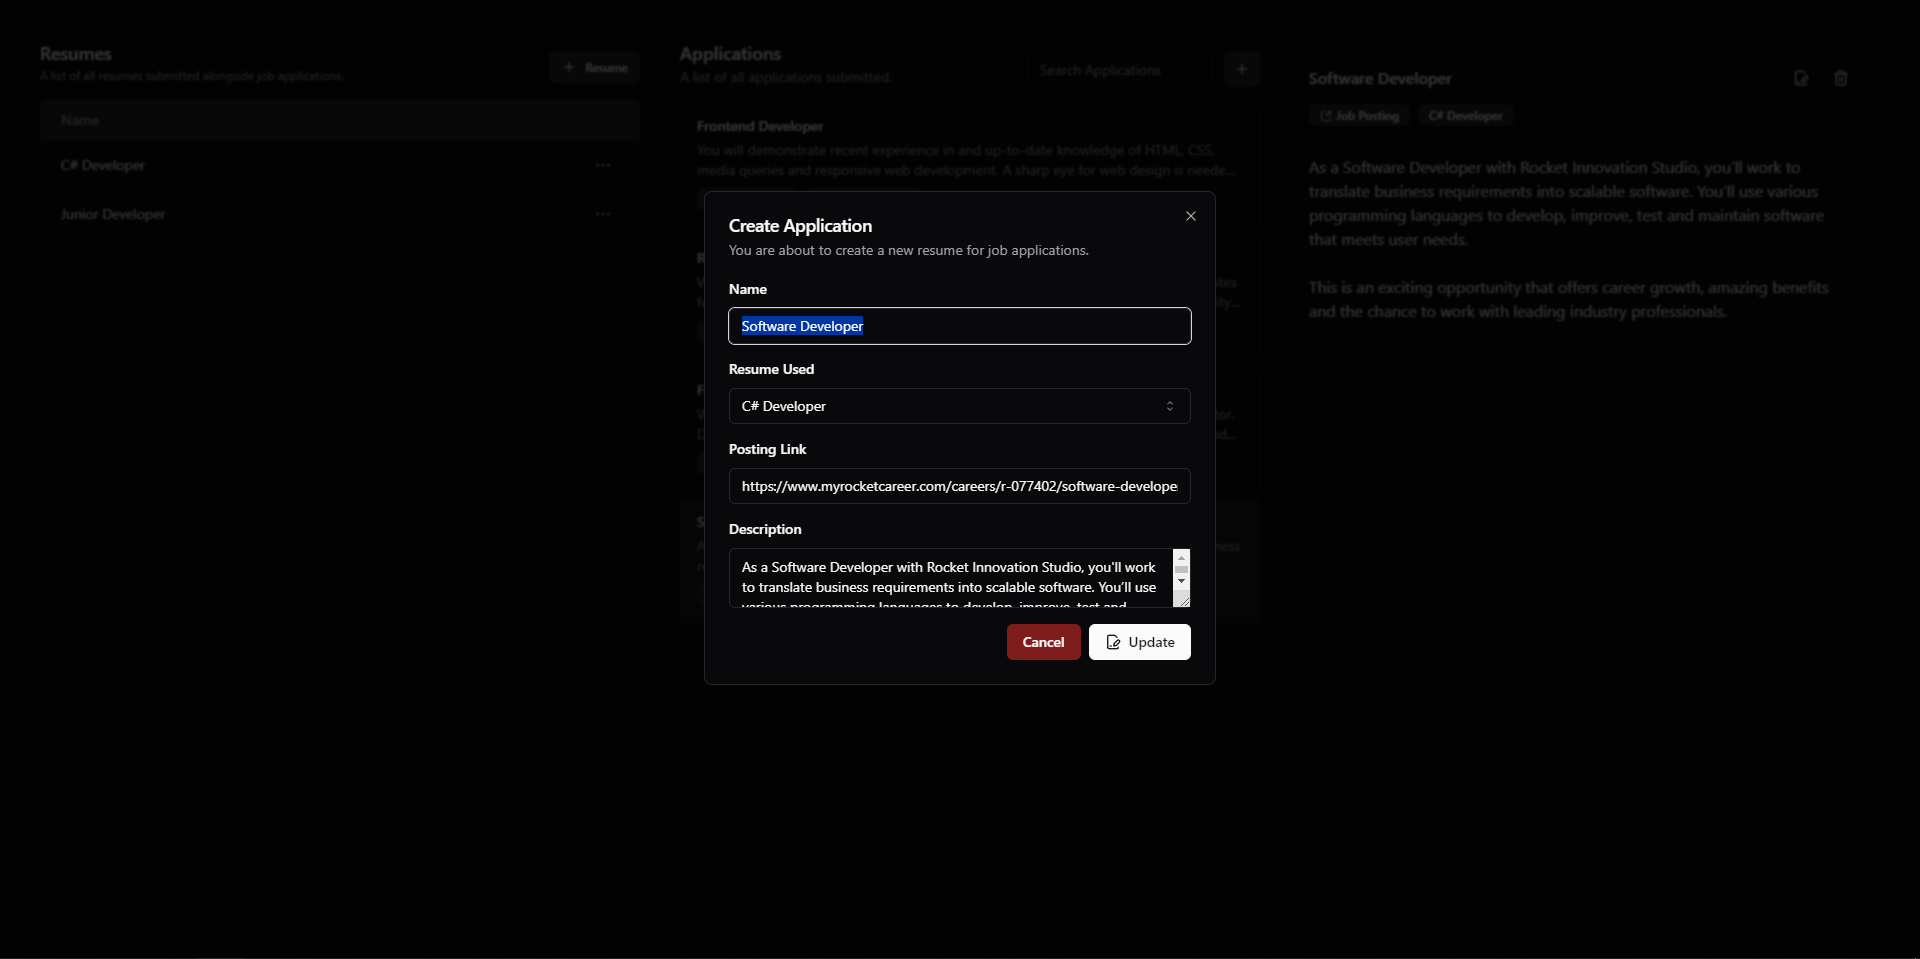 Resumes
A list of all resumes submitted alongside job applications.
+ Resume
Name
C# Developer
Junior Developer
Applications
A list of all applications submitted.
Search Applications
Frontend Developer
You will demonstrate recent experience in and up-to-date knowledge of HTML, CSS,
media queries and responsive web development. A sharp eye for web design is neede...
Create Application
You are about to create a new resume for job applications.
Name
Software Developer
Resume Used
C# Developer
Posting Link
https://www.myrocketcareer.com/careers/r-077402/software-develope
Description
As a Software Developer with Rocket Innovation Studio, you'll work
to translate business requirements into scalable software. You'll use
various programming languages to develop, improve, test and
Cancel
Update
Software Developer
Job Posting
C# Developer
As a Software Developer with Rocket Innovation Studio, you'll work to
translate business requirements into scalable software. You'll use various
programming languages to develop, improve, test and maintain software
that meets user needs.
This is an exciting opportunity that offers career growth, amazing benefits
and the chance to work with leading industry professionals.